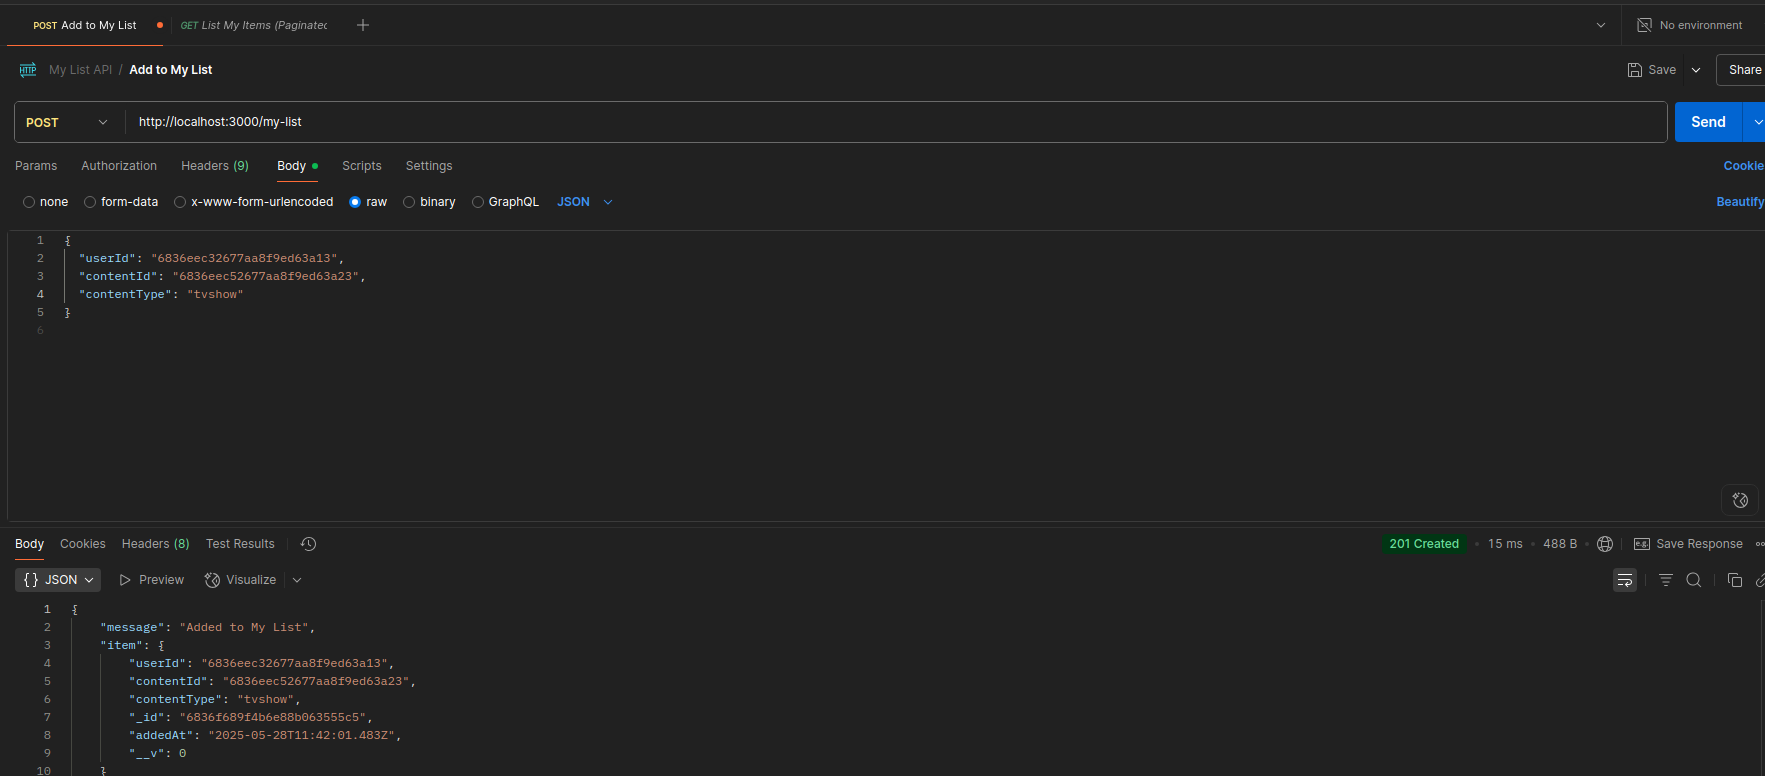 POST Add to My List GET List My Items (Paginated No environment
My List API / Add to My List Save Share
POST http://localhost:3000/my-list Send
Params Authorization Headers (9) Body Scripts Settings Cookie
none form-data x-www-form-urlencoded raw binary GraphQL JSON Beautify
1 {
2 "userId": "6836eec32677aa8f9ed63a13",
3 "contentId": "6836eec52677aa8f9ed63a23",
4 "contentType": "tvshow"
5 }
6
Body Cookies Headers (8) Test Results 201 Created • 15 ms • 488 B • e.g. Save Response
{} JSON Preview Visualize
1 {
2 "message": "Added to My List",
3 "item": {
4 "userId": "6836eec32677aa8f9ed63a13",
5 "contentId": "6836eec52677aa8f9ed63a23",
6 "contentType": "tvshow",
7 "_id": "6836f689f4b6e88b063555c5",
8 "addedAt": "2025-05-28T11:42:01.483Z",
9 "__v": 0
10 }